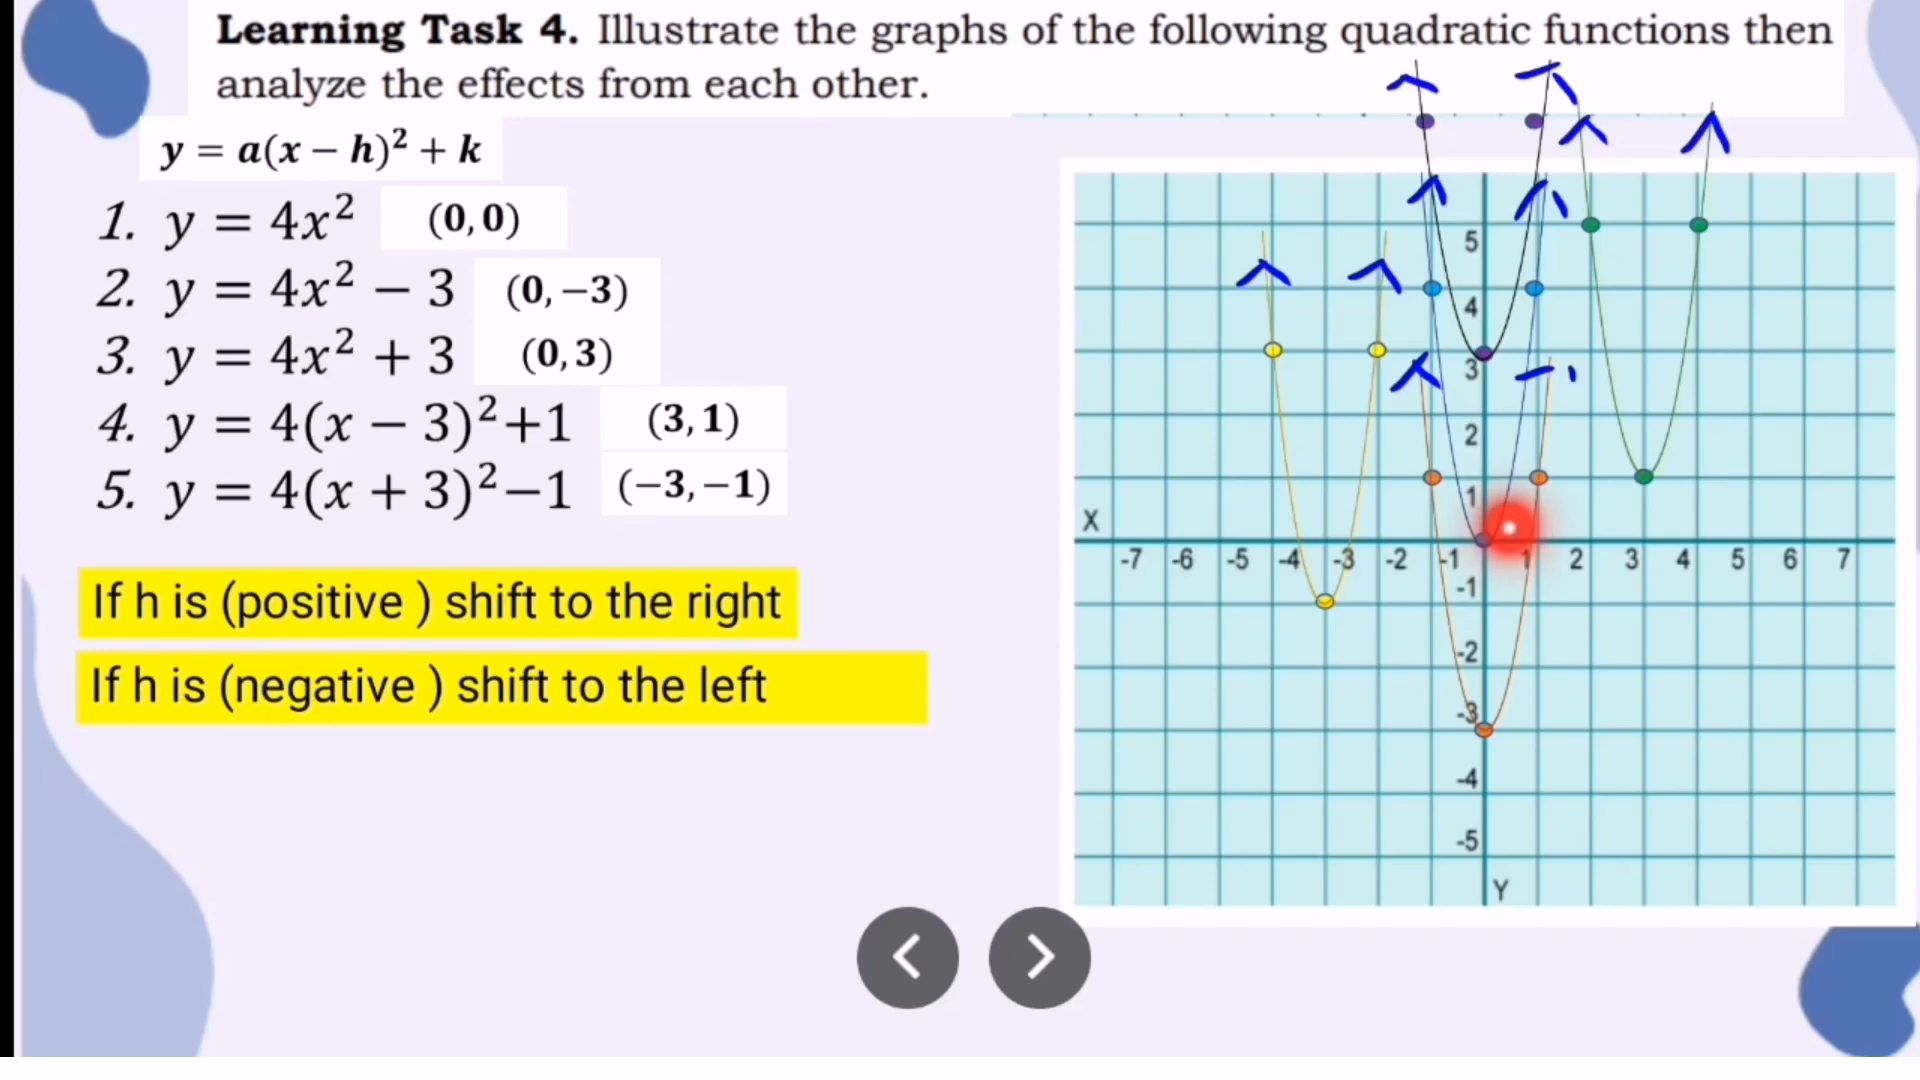 Learning Task 4. Illustrate the graphs of the following quadratic functions then
analyze the effects from each other.
y = a(x − h)² + k
1. y = 4x² (0, 0)
2. y = 4x² − 3 (0, −3)
3. y = 4x² + 3 (0, 3)
4. y = 4(x − 3)²+1 (3, 1)
5. y = 4(x + 3)²−1 (−3, −1)
If h is (positive ) shift to the right
If h is (negative ) shift to the left
5
4
3
2
1
X
-7 -6 -5 -4 -3 -2 -1 1 2 3 4 5 6 7
-1
-2
-3
-4
-5
Y